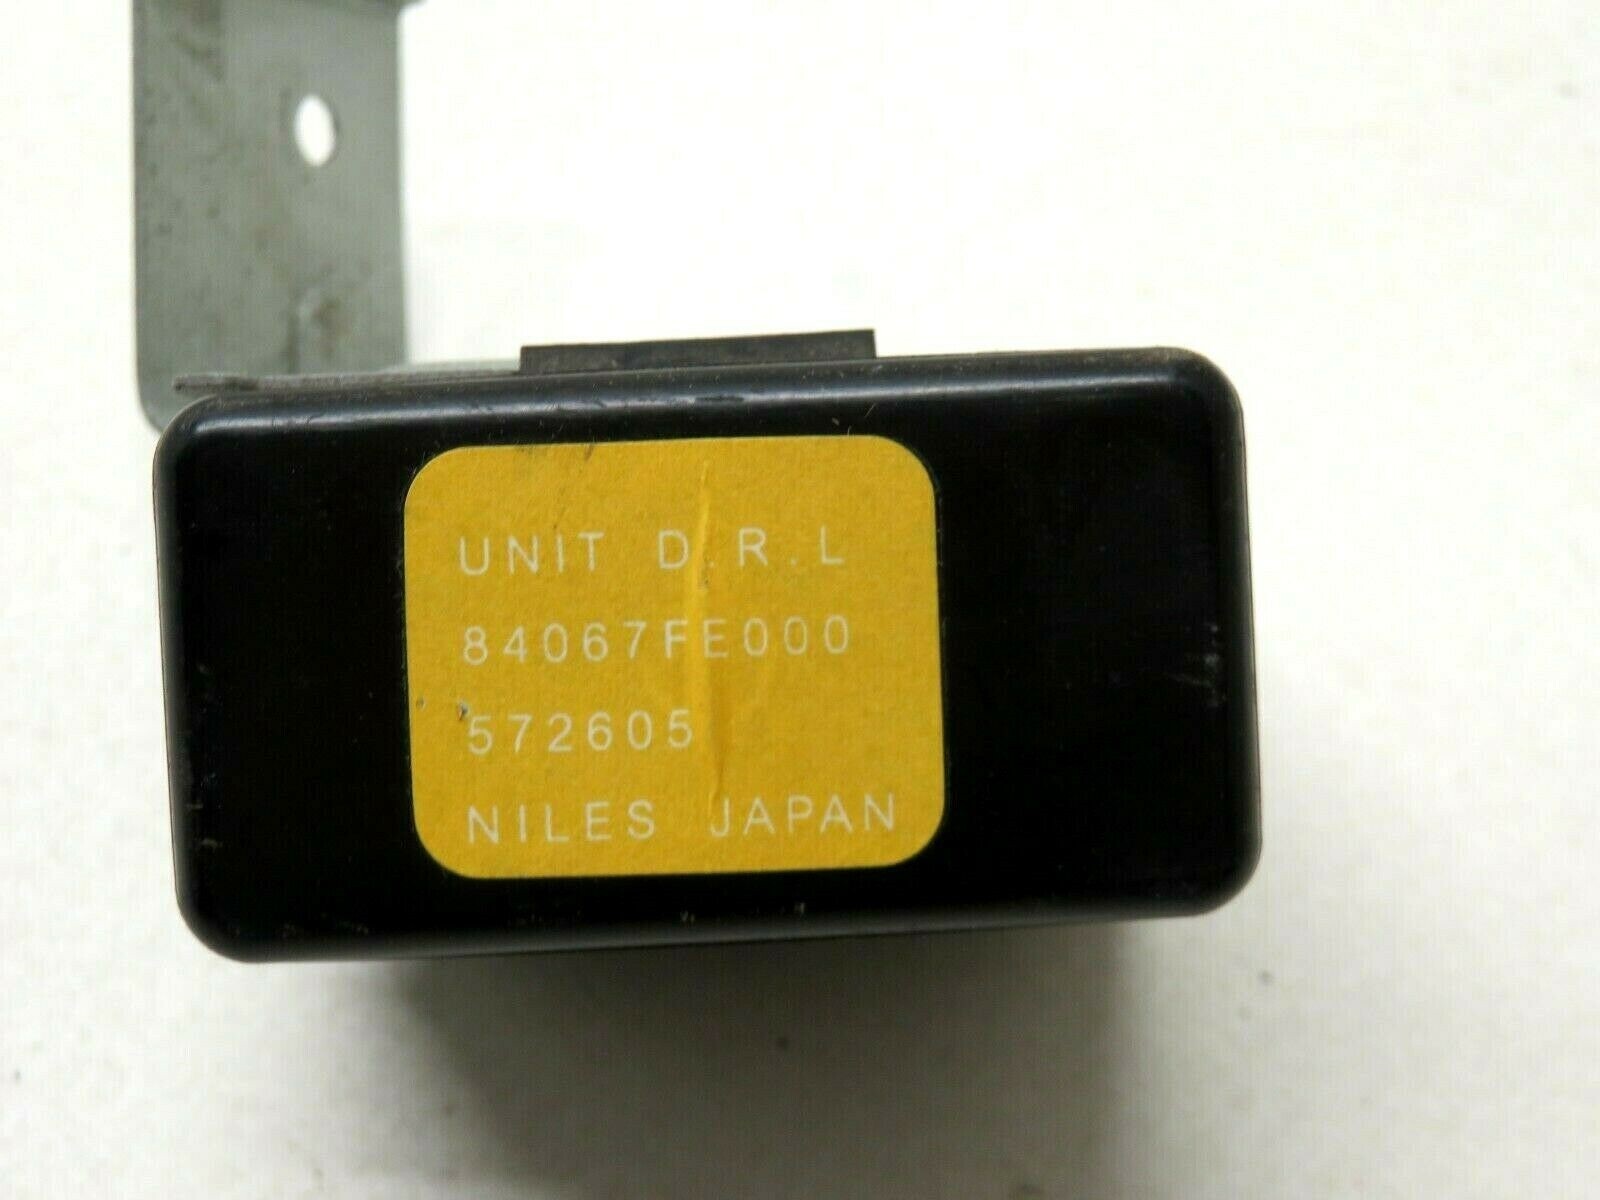 UNIT D.R.L
84067FE000
572605
NILES JAPAN